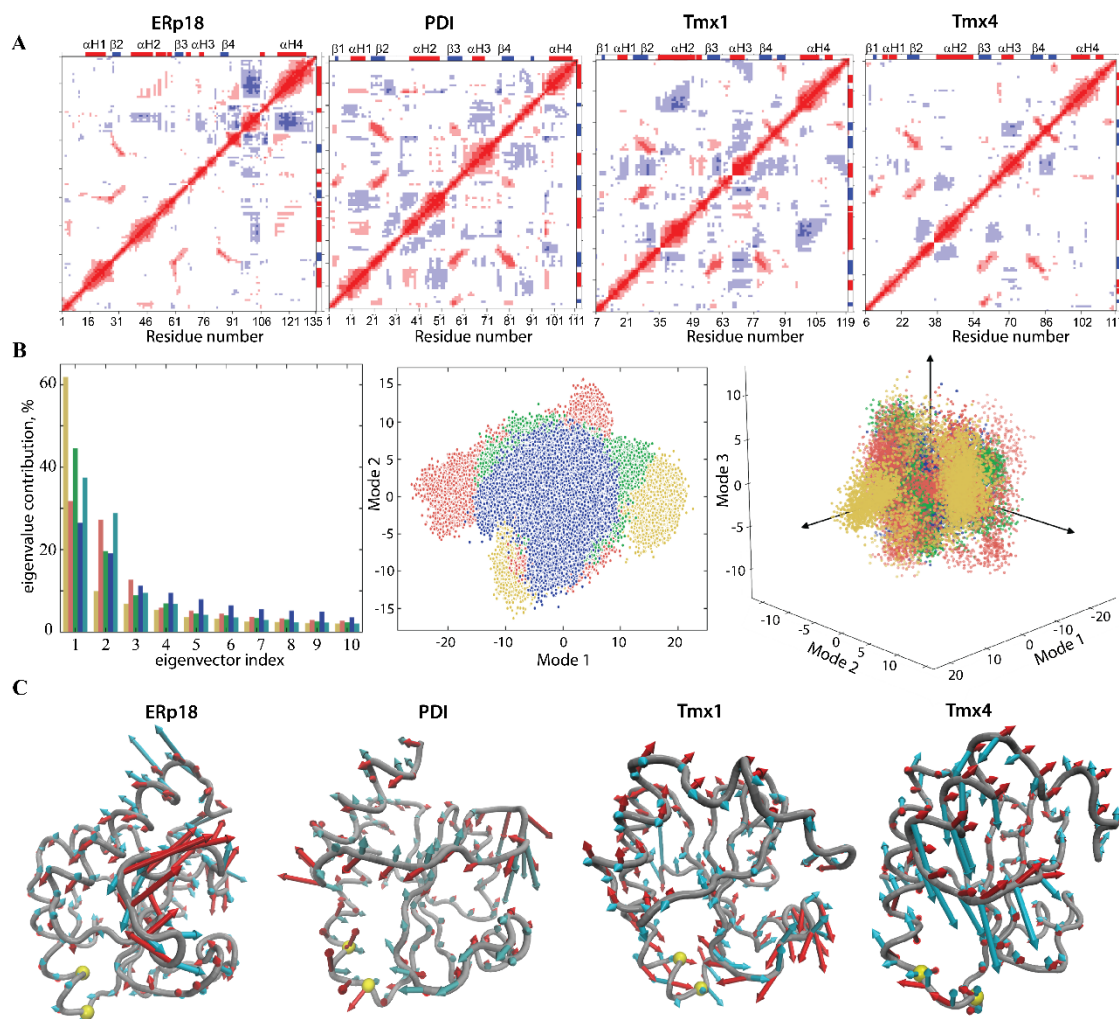 ERp18 PDI Tmx1 Tmx4
A
αH1 β2 αH2 β3 αH3 β4 αH4
β1 αH1 β2 αH2 β3 αH3 β4 αH4
β1 αH1 β2 αH2 β3 αH3 β4 αH4
β1 αH1 β2 αH2 β3 αH3 β4 αH4
1 16 31 46 61 76 91 106 121 135
1 11 21 31 41 51 61 71 81 91 101 111
7 21 35 49 63 77 91 105 119
6 22 38 54 70 86 102
Residue number Residue number Residue number Residue number
B
60
40
20
0
eigenvalue contribution, %
1 2 3 4 5 6 7 8 9 10
eigenvector index
15
10
5
0
-5
-10
-15
Mode 2
-20 -10 0 10 20
Mode 1
10
5
0
-5
-10
Mode 3
-10 -5 0 5 10
Mode 2
20 10 0 -10 -20
Mode 1
C
ERp18 PDI Tmx1 Tmx4